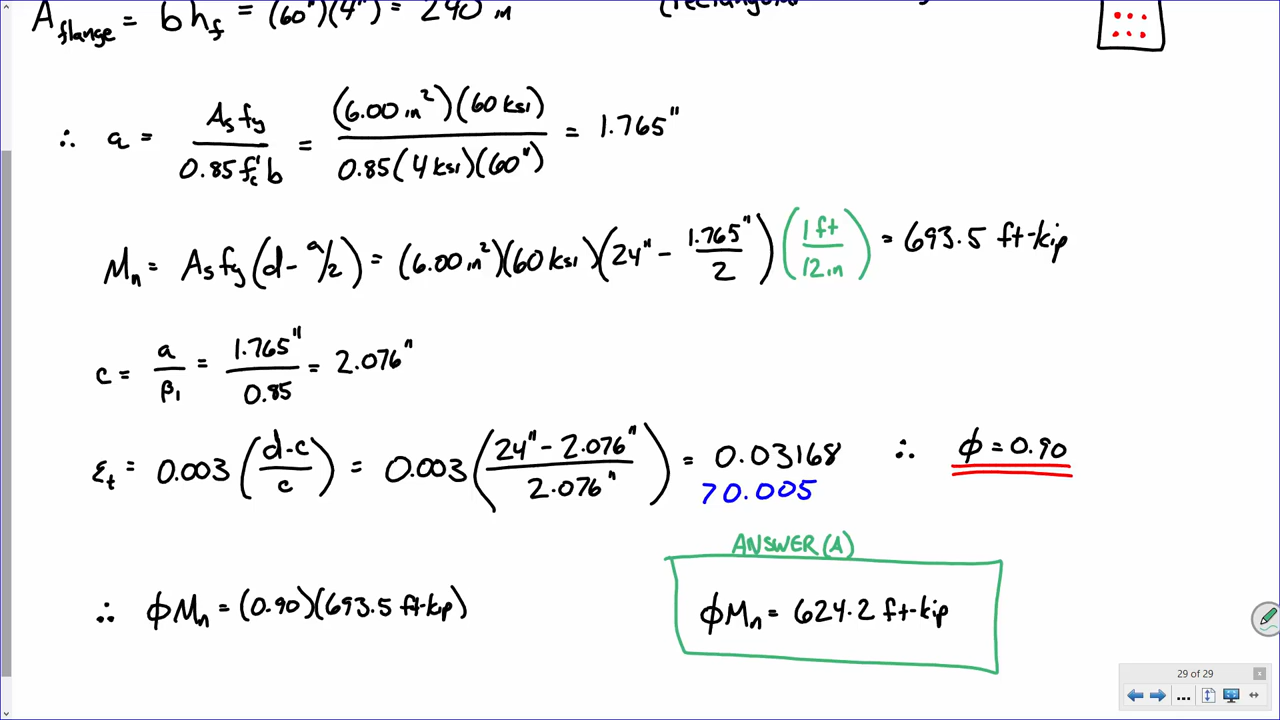 A_flange = b h_f = (60")(4") = 240 in
∴ a = A_s f_y / 0.85 f'_c b = (6.00 in²)(60 ksi) / 0.85(4 ksi)(60") = 1.765"
M_n = A_s f_y (d - a/2) = (6.00 in²)(60 ksi)(24" - 1.765"/2)(1 ft/12 in) = 693.5 ft-kip
c = a/β_1 = 1.765"/0.85 = 2.076"
ε_t = 0.003 (d-c/c) = 0.003 (24" - 2.076"/2.076") = 0.03168 ∴ φ = 0.90
> 0.005
ANSWER (A)
∴ φM_n = (0.90)(693.5 ft-kip)
φM_n = 624.2 ft-kip
29 of 29